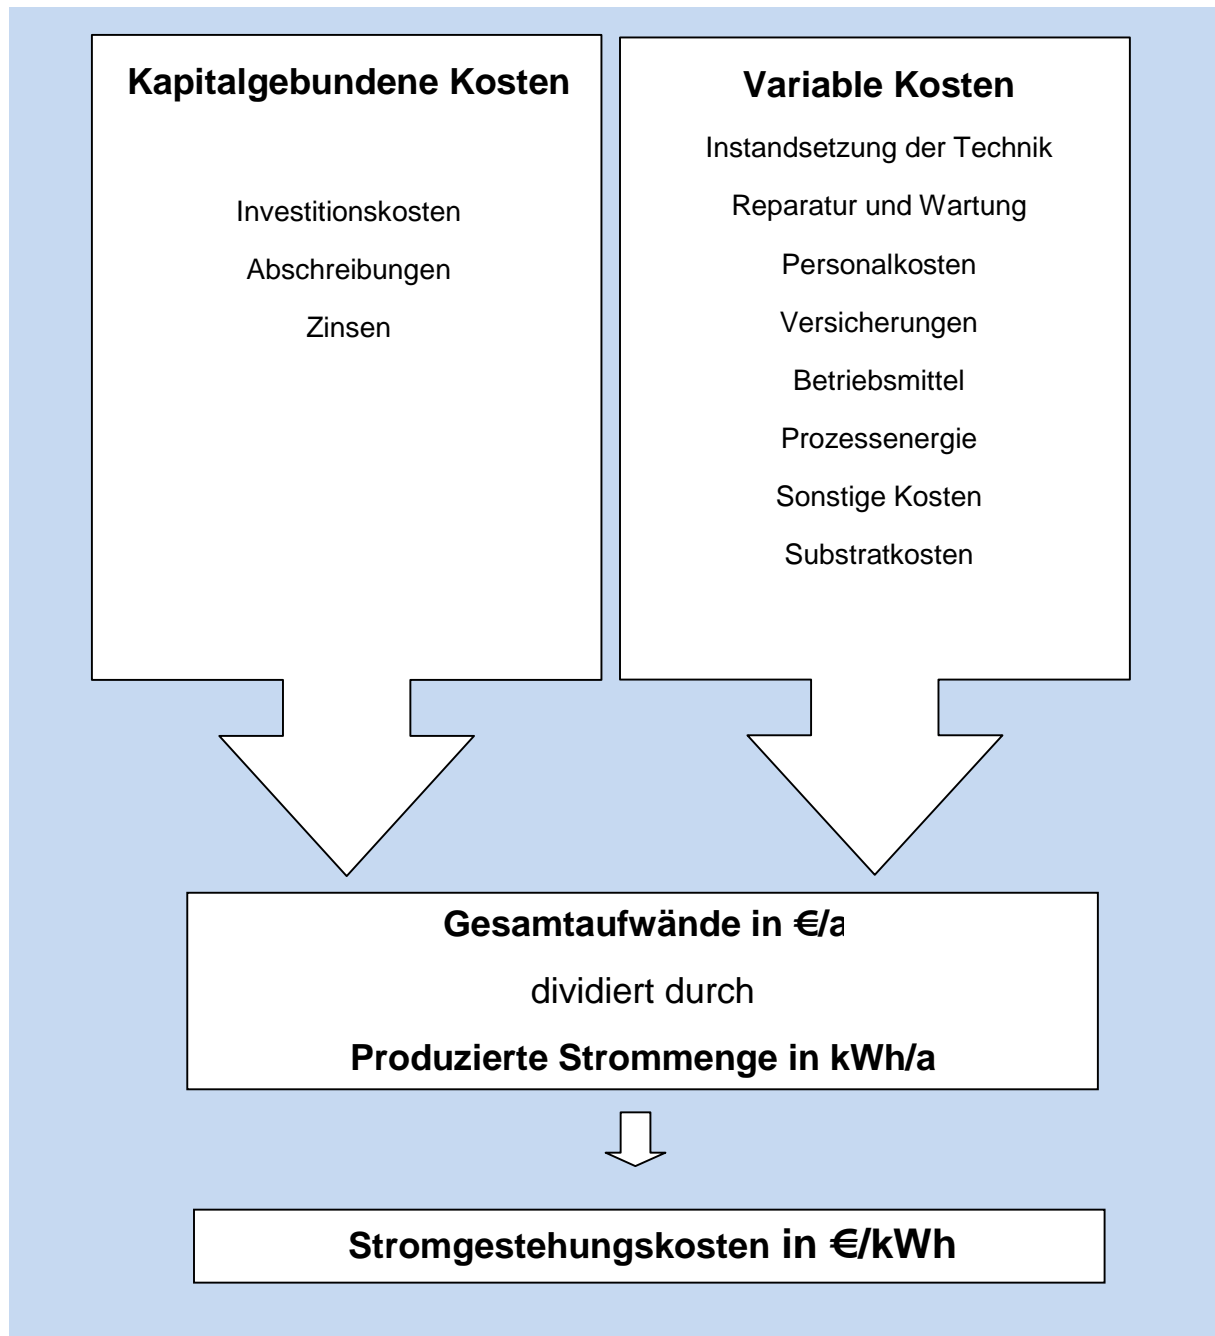 Kapitalgebundene Kosten
Investitionskosten
Abschreibungen
Zinsen
Variable Kosten
Instandsetzung der Technik
Reparatur und Wartung
Personalkosten
Versicherungen
Betriebsmittel
Prozessenergie
Sonstige Kosten
Substratkosten
Gesamtaufwände in €/a
dividiert durch
Produzierte Strommenge in kWh/a
Stromgestehungskosten in €/kWh